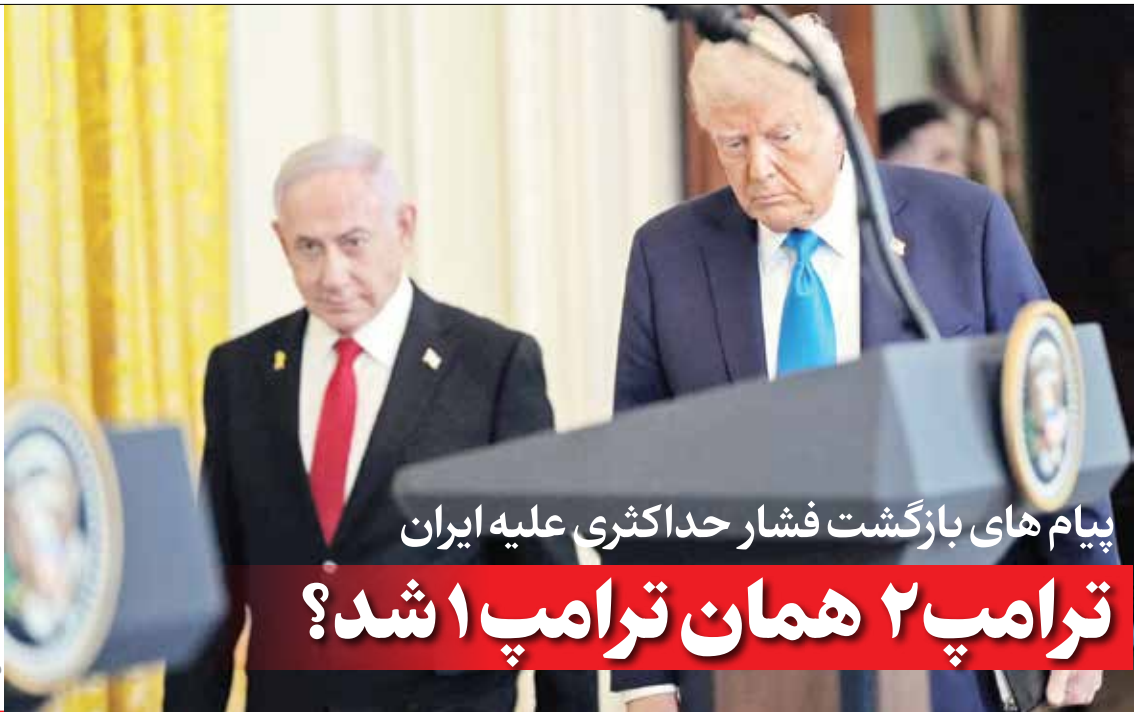 پیام های بازگشت فشار حداکثری علیه ایران
ترامپ۲ همان ترامپ۱ شد؟